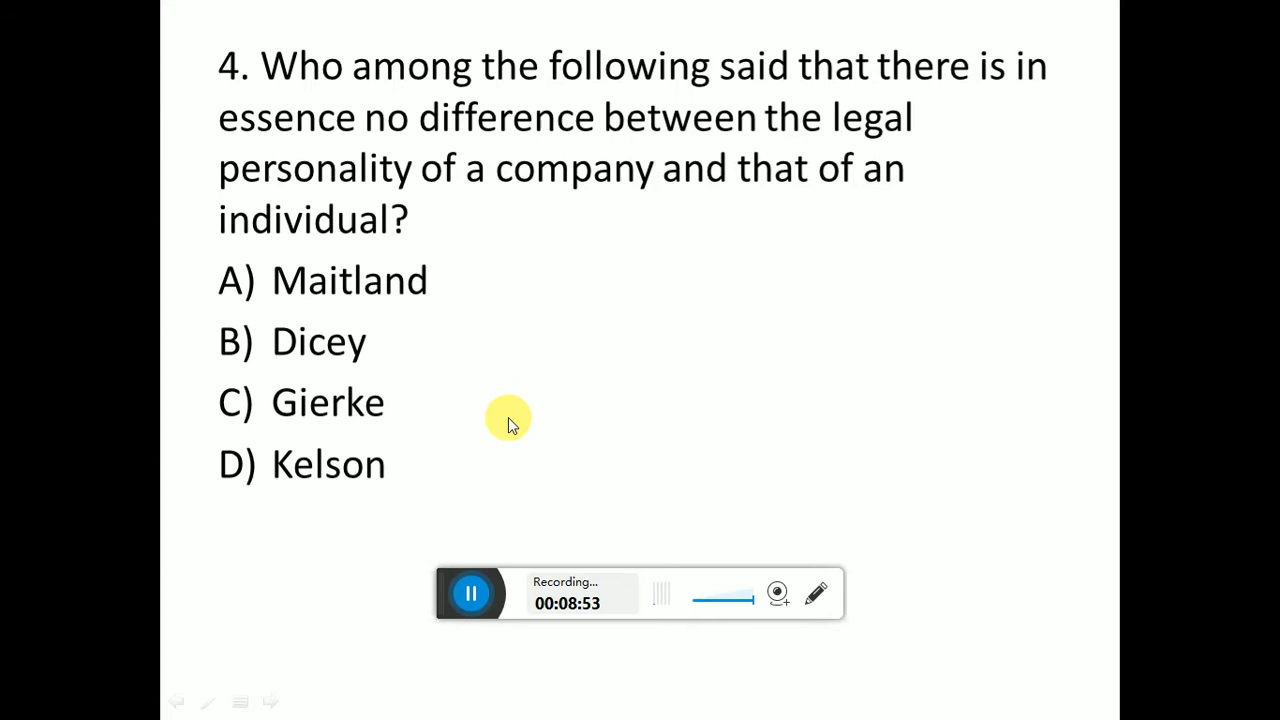 4. Who among the following said that there is in
essence no difference between the legal
personality of a company and that of an
individual?
A) Maitland
B) Dicey
C) Gierke
D) Kelson
Recording...
00:08:53